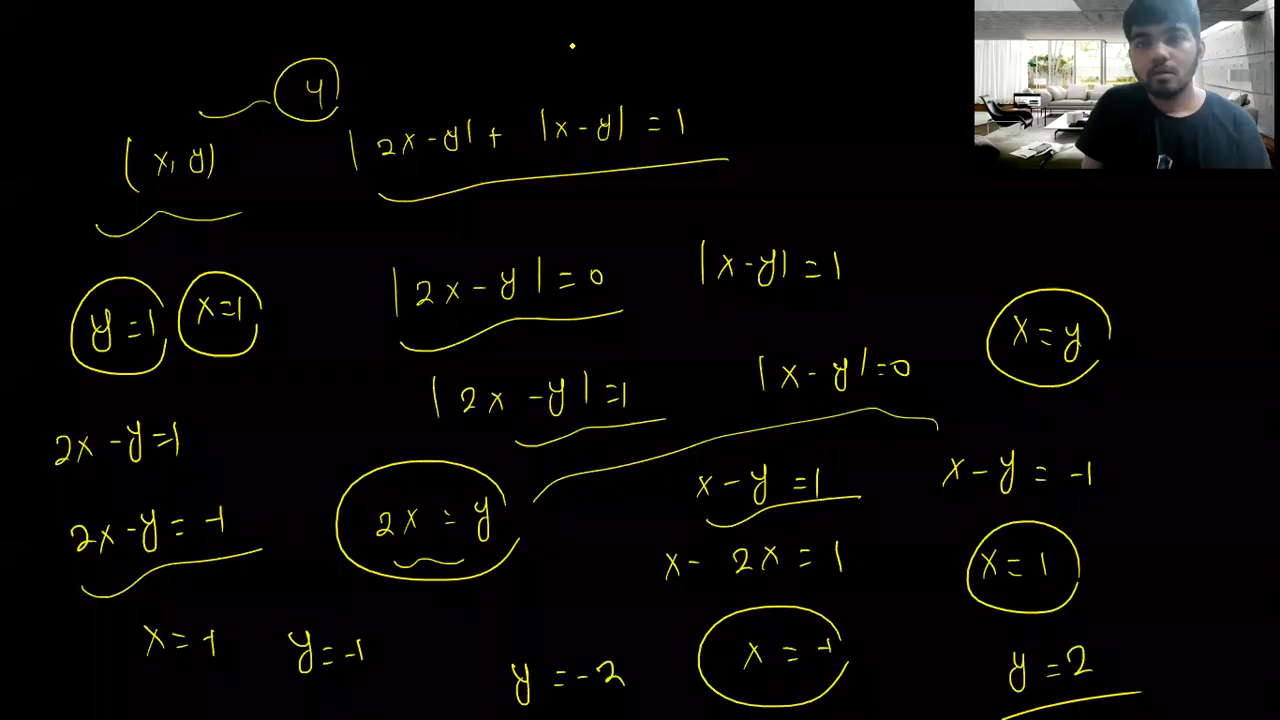 4
(x, y) |2x-y| + |x-y| = 1
|2x-y| = 0 |x-y| = 1
y=1 x=1 x=y
|2x-y| = 1 |x-y| = 0
2x-y=1 x-y=1 x-y=-1
2x-y=-1 2x=y x-2x=1 x=1
x=-1 y=-1 y=-2 x=-1 y=2